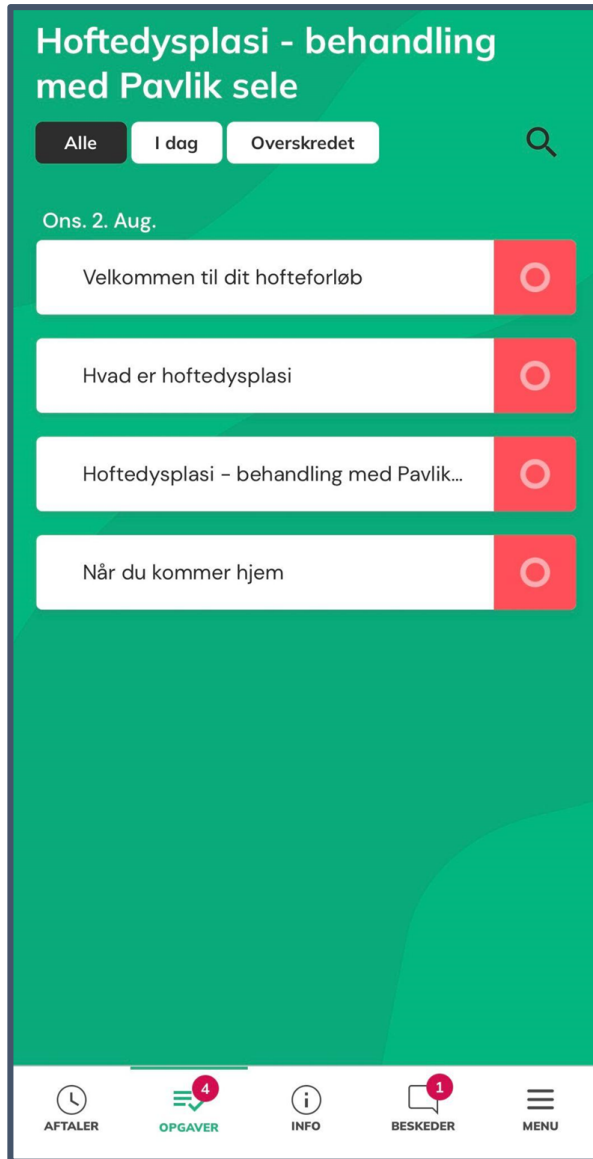 Hoftedysplasi - behandling
med Pavlik sele
Alle
I dag
Overskredet
Ons. 2. Aug.
Velkommen til dit hofteforløb
Hvad er hoftedysplasi
Hoftedysplasi - behandling med Pavlik...
Når du kommer hjem
4
1
AFTALER
OPGAVER
INFO
BESKEDER
MENU